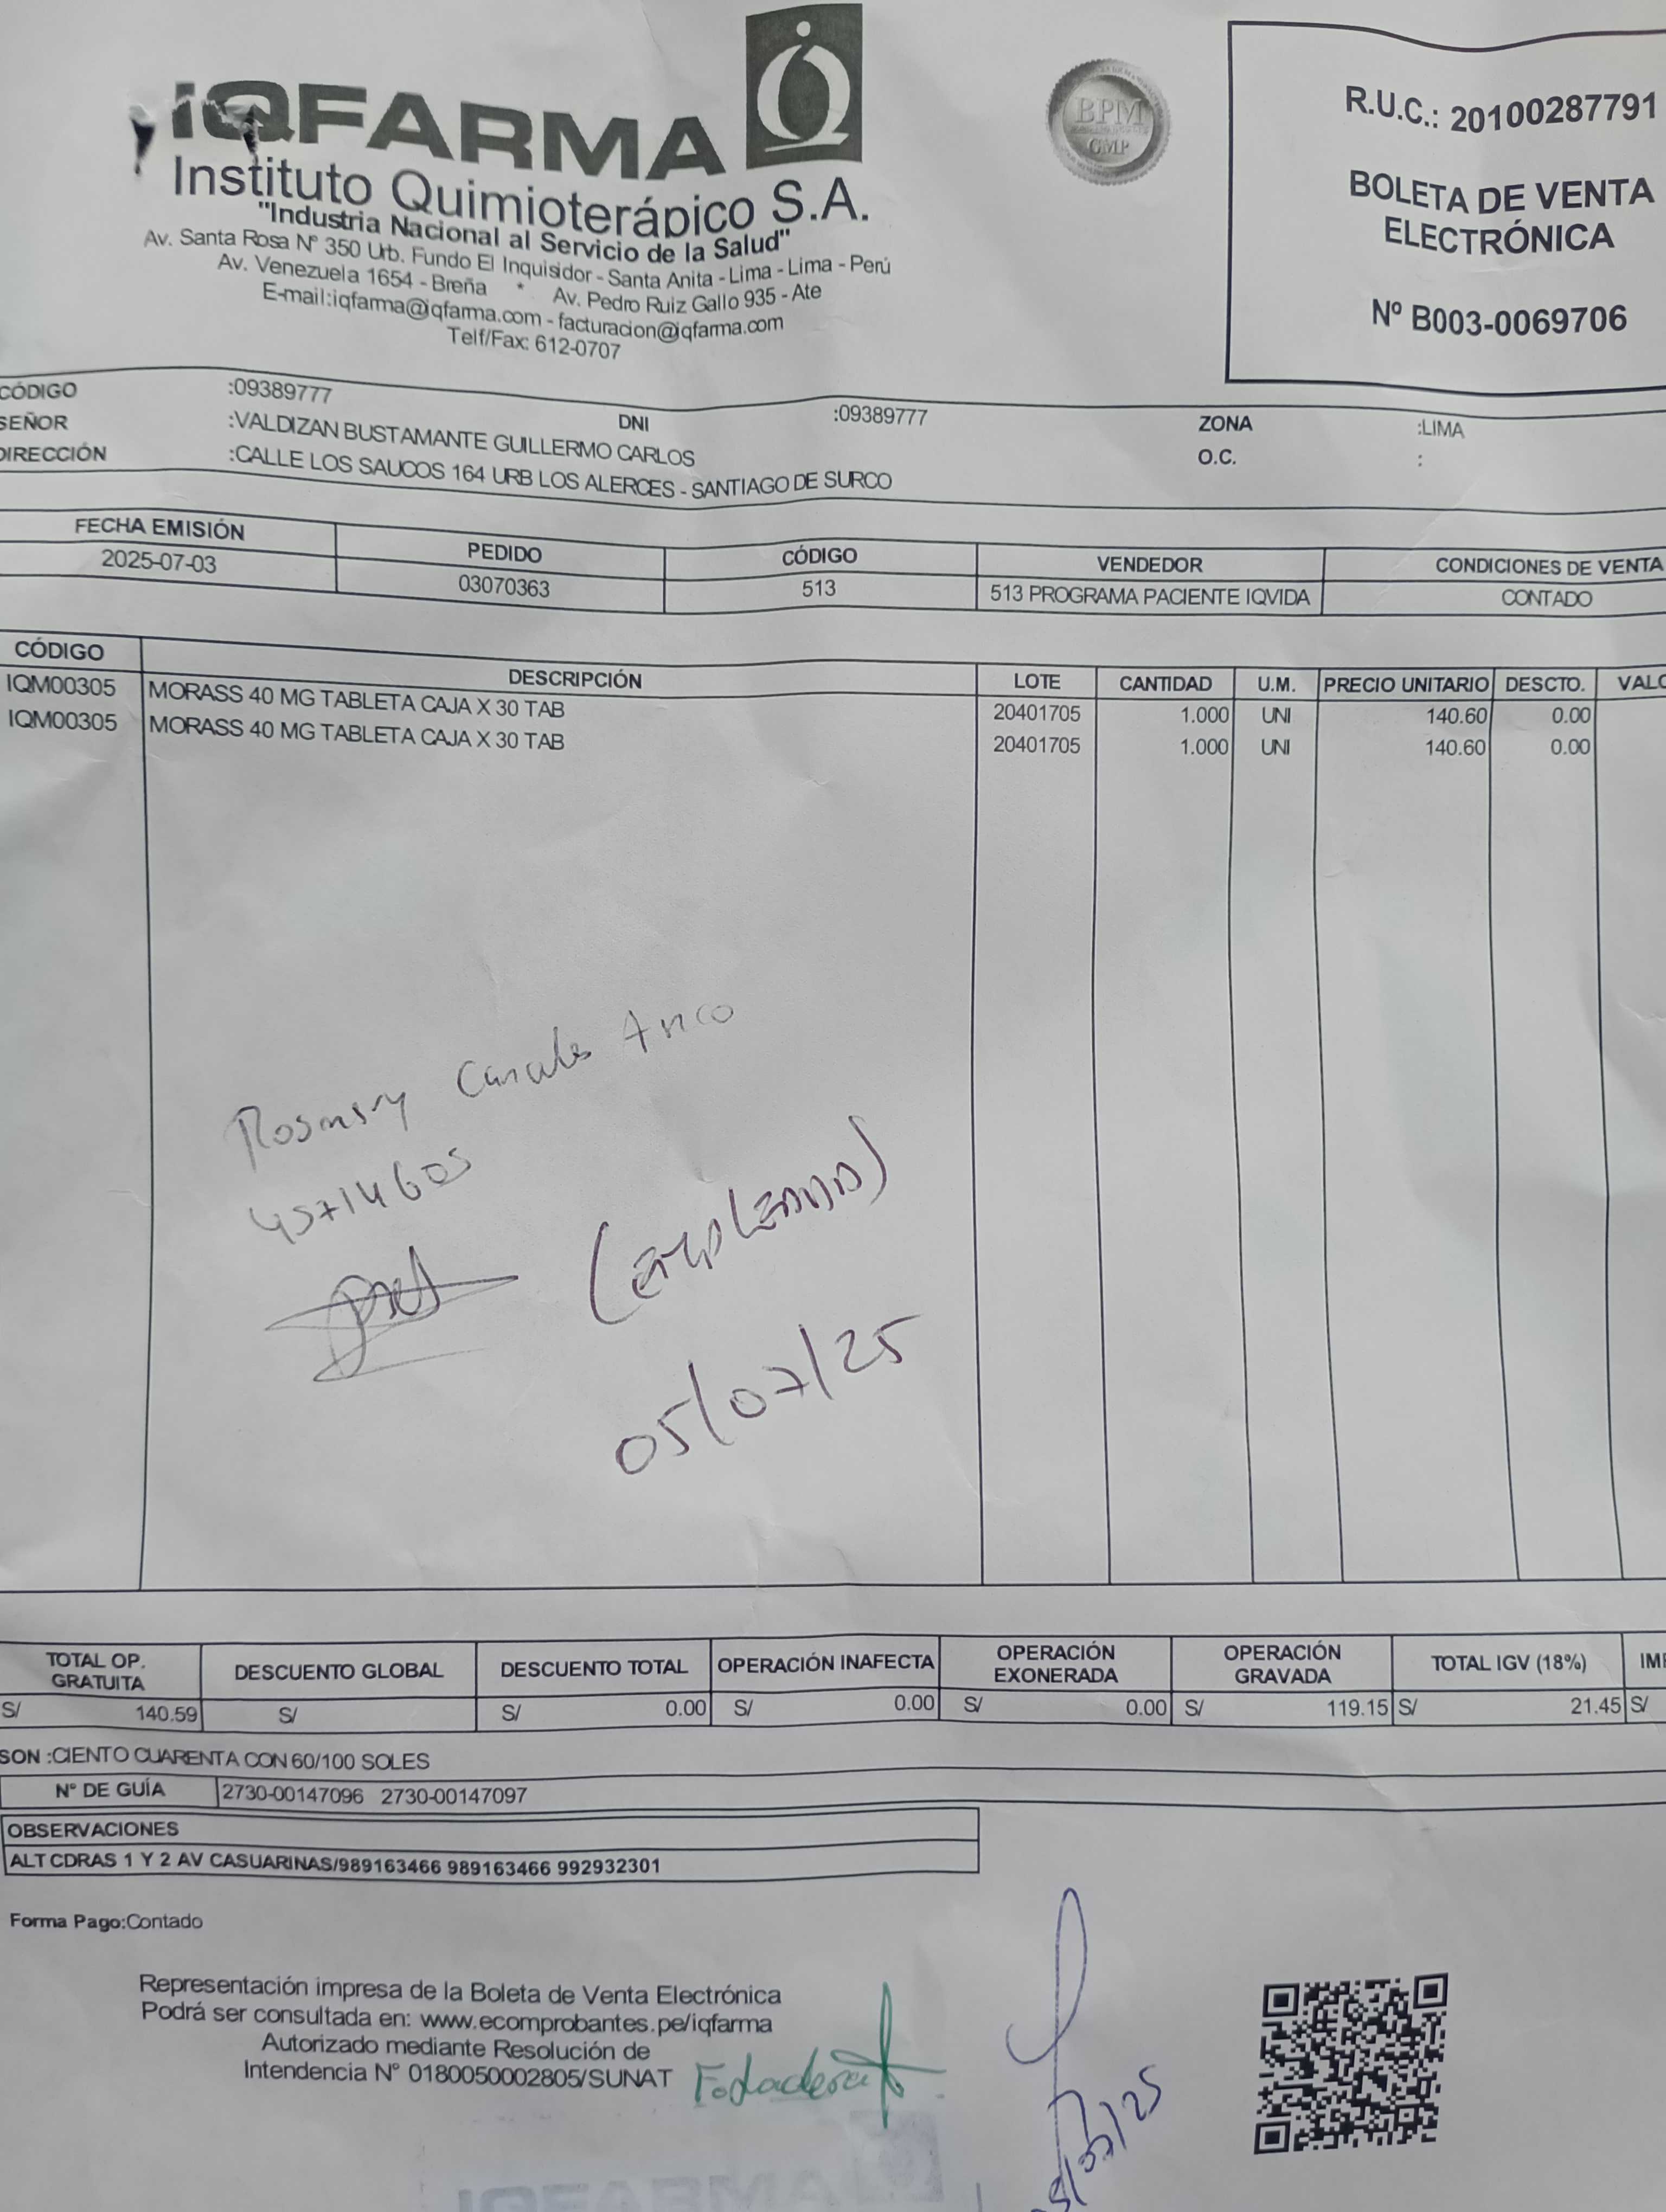 IQFARMA
Instituto Quimioterápico S.A.
"Industria Nacional al Servicio de la Salud"
Av. Santa Rosa Nº 350 Urb. Fundo El Inquisidor - Santa Anita - Lima - Lima - Perú
Av. Venezuela 1654 - Breña * Av. Pedro Ruiz Gallo 935 - Ate
E-mail:iqfarma@iqfarma.com - facturacion@iqfarma.com
Telf/Fax: 612-0707
BPM
GMP
R.U.C.: 20100287791
BOLETA DE VENTA
ELECTRÓNICA
Nº B003-0069706
CÓDIGO :09389777 DNI :09389777 ZONA :LIMA
SEÑOR :VALDIZAN BUSTAMANTE GUILLERMO CARLOS O.C. :
DIRECCIÓN :CALLE LOS SAUCOS 164 URB LOS ALERCES - SANTIAGO DE SURCO
FECHA EMISIÓN PEDIDO CÓDIGO VENDEDOR CONDICIONES DE VENTA
2025-07-03 03070363 513 513 PROGRAMA PACIENTE IQVIDA CONTADO
CÓDIGO DESCRIPCIÓN LOTE CANTIDAD U.M. PRECIO UNITARIO DESCTO. VALO
IQM00305 MORASS 40 MG TABLETA CAJA X 30 TAB 20401705 1.000 UNI 140.60 0.00
IQM00305 MORASS 40 MG TABLETA CAJA X 30 TAB 20401705 1.000 UNI 140.60 0.00
Rosmery Canales
45714605
05/07/25
TOTAL OP. GRATUITA DESCUENTO GLOBAL DESCUENTO TOTAL OPERACIÓN INAFECTA OPERACIÓN EXONERADA OPERACIÓN GRAVADA TOTAL IGV (18%)
S/ 140.59 S/ S/ 0.00 S/ 0.00 S/ 0.00 S/ 119.15 S/ 21.45 S/
SON :CIENTO CUARENTA CON 60/100 SOLES
Nº DE GUÍA 2730-00147096 2730-00147097
OBSERVACIONES
ALT CDRAS 1 Y 2 AV CASUARINAS/989163466 989163466 992932301
Forma Pago:Contado
Representación impresa de la Boleta de Venta Electrónica
Podrá ser consultada en: www.ecomprobantes.pe/iqfarma
Autorizado mediante Resolución de
Intendencia Nº 0180050002805/SUNAT